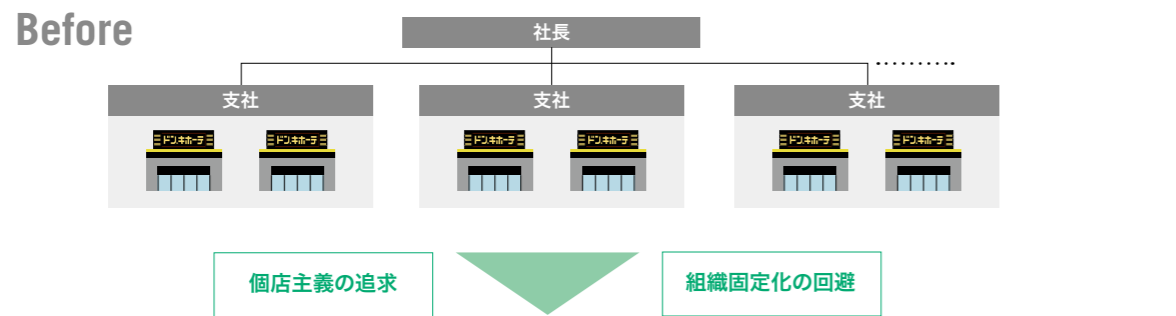 Before
社長
支社
支社
支社
ドン.キホーテ
ドン.キホーテ
ドン.キホーテ
ドン.キホーテ
ドン.キホーテ
ドン.キホーテ
個店主義の追求
組織固定化の回避